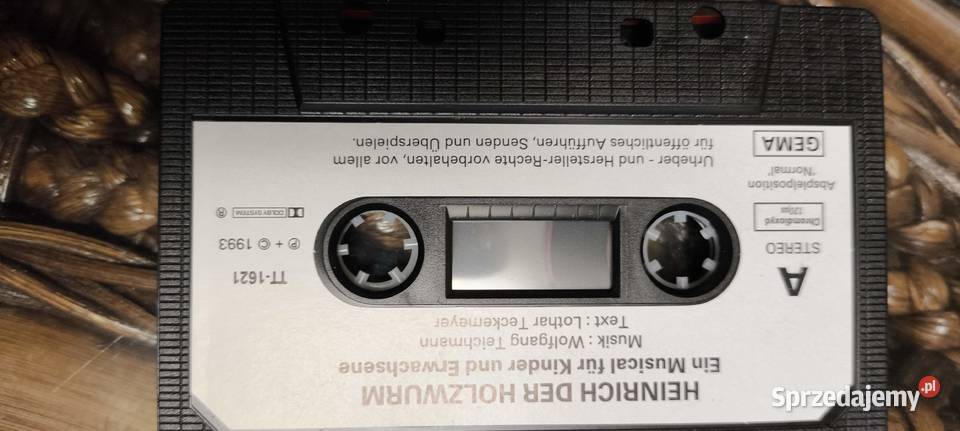 HEINRICH DER HOLZWURM
Ein Musical für Kinder und Erwachsene
Musik : Wolfgang Teichmann
Text : Lothar Teckemeyer
A
STEREO
Chromdioxyd
120µs
Abspielposition
'Normal'
GEMA
TT-1621
℗ + © 1993
DOLBY SYSTEM ®
Urheber - und Hersteller-Rechte vorbehalten, vor allem
für öffentliches Aufführen, Senden und Überspielen.
Sprzedajemy.pl